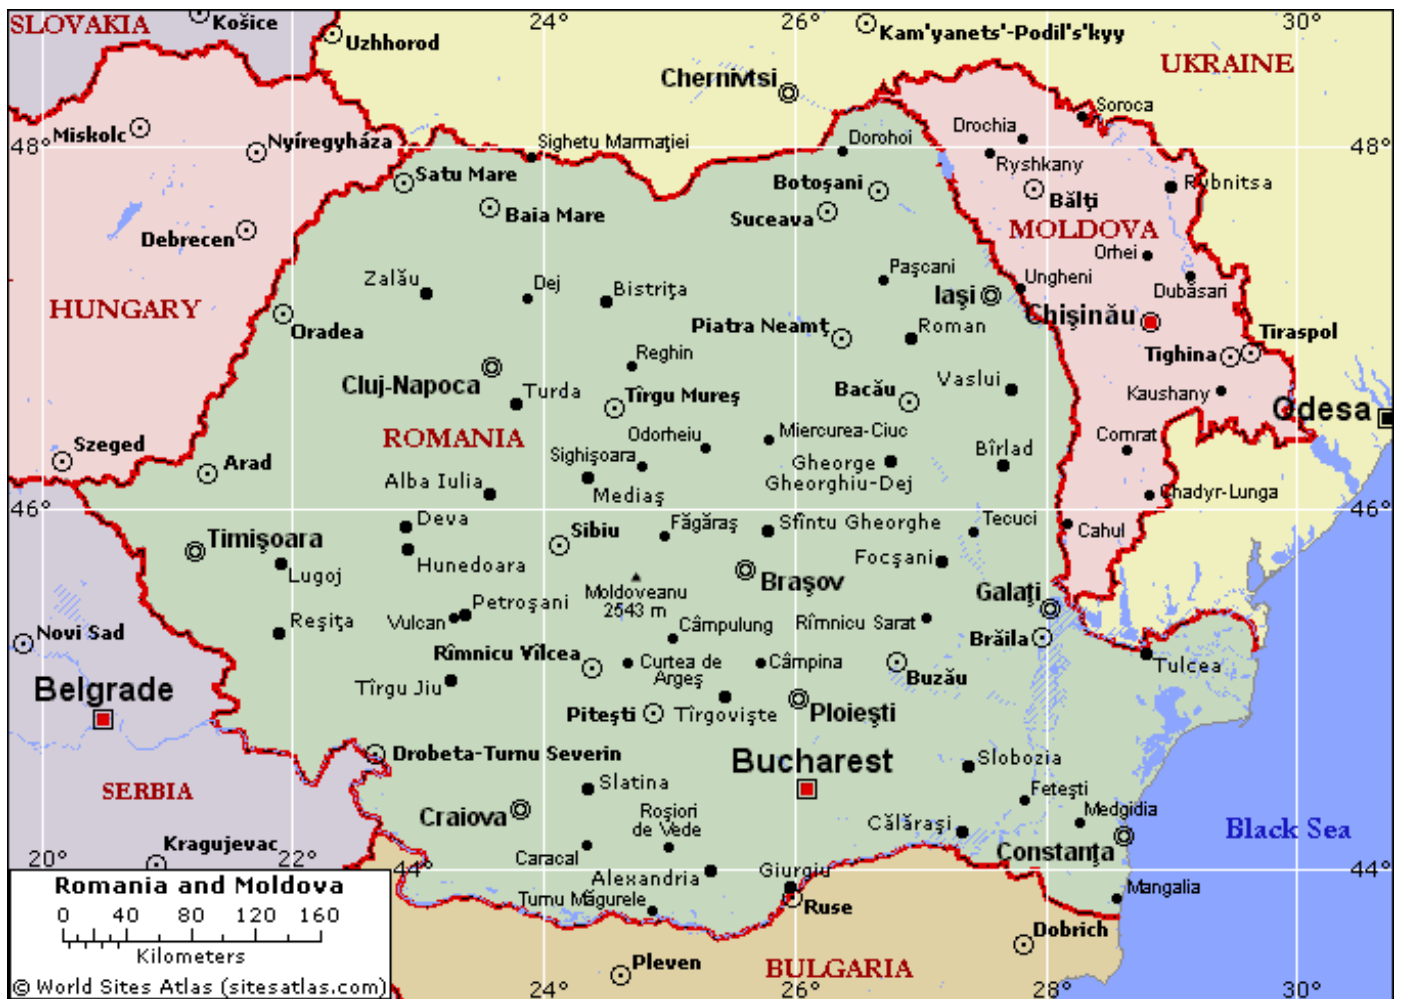 SLOVAKIA
Košice
24°
26°
28°
30°
Uzhhorod
Kam'yanets'-Podil's'kyy
UKRAINE
Chernivtsi
Soroca
Miskolc
Nyíregyháza
Sighetu Marmaţiei
Dorohoi
Drochia
48°
48°
Ryshkany
Satu Mare
Botoşani
Rybnitsa
Bălţi
Baia Mare
Suceava
MOLDOVA
Debrecen
Orhei
Zalău
Dej
Bistriţa
Paşcani
Ungheni
Dubăsari
HUNGARY
Iaşi
Chişinău
Oradea
Piatra Neamţ
Roman
Tiraspol
Tighina
Reghin
Cluj-Napoca
Turda
Tîrgu Mureş
Bacău
Vaslui
Kaushany
Odesa
ROMANIA
Odorheiu
Miercurea-Ciuc
Comrat
Szeged
Arad
Sighişoara
Gheorge
Gheorghiu-Dej
Bîrlad
Alba Iulia
Mediaş
Chadyr-Lunga
46°
46°
Deva
Făgăraş
Sfîntu Gheorghe
Tecuci
Cahul
Timişoara
Sibiu
Hunedoara
Focşani
Lugoj
Braşov
Moldoveanu
2543 m
Galaţi
Petroşani
Reşiţa
Vulcan
Câmpulung
Rîmnicu Sarat
Novi Sad
Brăila
Rîmnicu Vîlcea
Curtea de
Argeş
Câmpina
Buzău
Tulcea
Belgrade
Tîrgu Jiu
Piteşti
Tîrgovişte
Ploieşti
Drobeta-Turnu Severin
Bucharest
Slobozia
SERBIA
Slatina
Feteşti
Craiova
Roşiori
de Vede
Medgidia
Călăraşi
Black Sea
Kragujevac
Caracal
Constanţa
20°
22°
44°
44°
Alexandria
Giurgiu
Romania and Moldova
Turnu Măgurele
Mangalia
Ruse
0 40 80 120 160
Kilometers
Dobrich
Pleven
BULGARIA
© World Sites Atlas (sitesatlas.com)
24°
26°
28°
30°